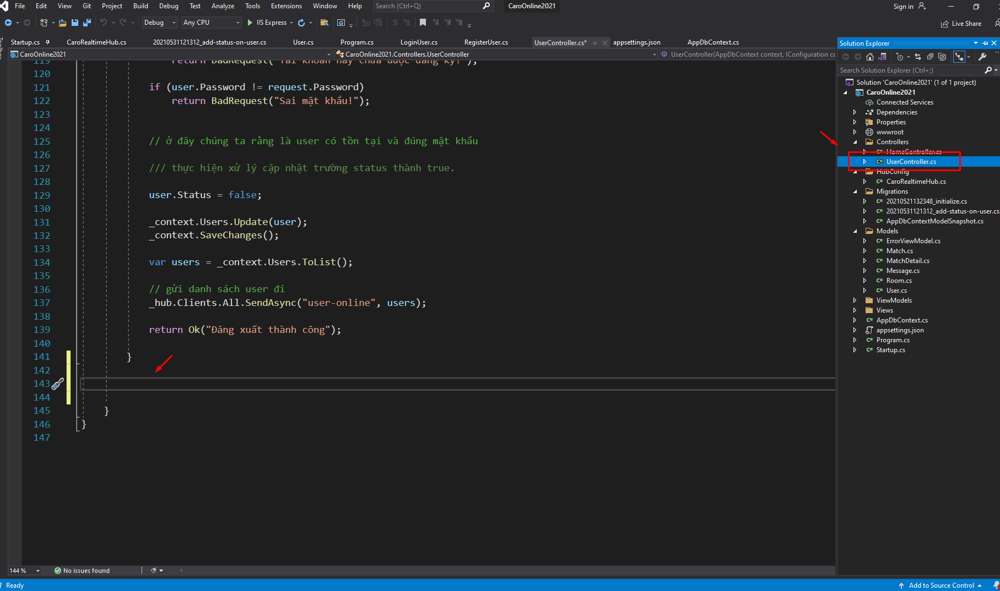 File Edit View Git Project Build Debug Test Analyze Tools Extensions Window Help Search (Ctrl+Q) CaroOnline2021 Sign in
Debug Any CPU IIS Express Live Share
Startup.cs CaroRealtimeHub.cs 20210531121312_add-status-on-user.cs User.cs Program.cs LoginUser.cs RegisterUser.cs UserController.cs* appsettings.json AppDbContext.cs
CaroOnline2021 CaroOnline2021.Controllers.UserController UserController(AppDbContext context, IConfiguration co
119 return BadRequest("Tài khoản này chưa được đăng ký!");
120
121 if (user.Password != request.Password)
122 return BadRequest("Sai mật khẩu!");
123
124
125 // ở đây chúng ta rằng là user có tồn tại và đúng mật khẩu
126
127 /// thực hiện xử lý cập nhật trường status thành true.
128
129 user.Status = false;
130
131 _context.Users.Update(user);
132 _context.SaveChanges();
133
134 var users = _context.Users.ToList();
135
136 // gửi danh sách user đi
137 _hub.Clients.All.SendAsync("user-online", users);
138
139 return Ok("Đăng xuất thành công");
140
141 }
142
143
144
145 }
146 }
147
144 % No issues found
Solution Explorer
Search Solution Explorer (Ctrl+;)
Solution 'CaroOnline2021' (1 of 1 project)
CaroOnline2021
Connected Services
Dependencies
Properties
wwwroot
Controllers
HomeController.cs
UserController.cs
HubConfig
CaroRealtimeHub.cs
Migrations
20210521132348_initialize.cs
20210531121312_add-status-on-user.cs
AppDbContextModelSnapshot.cs
Models
ErrorViewModel.cs
Match.cs
MatchDetail.cs
Message.cs
Room.cs
User.cs
ViewModels
Views
AppDbContext.cs
appsettings.json
Program.cs
Startup.cs
Ready Add to Source Control